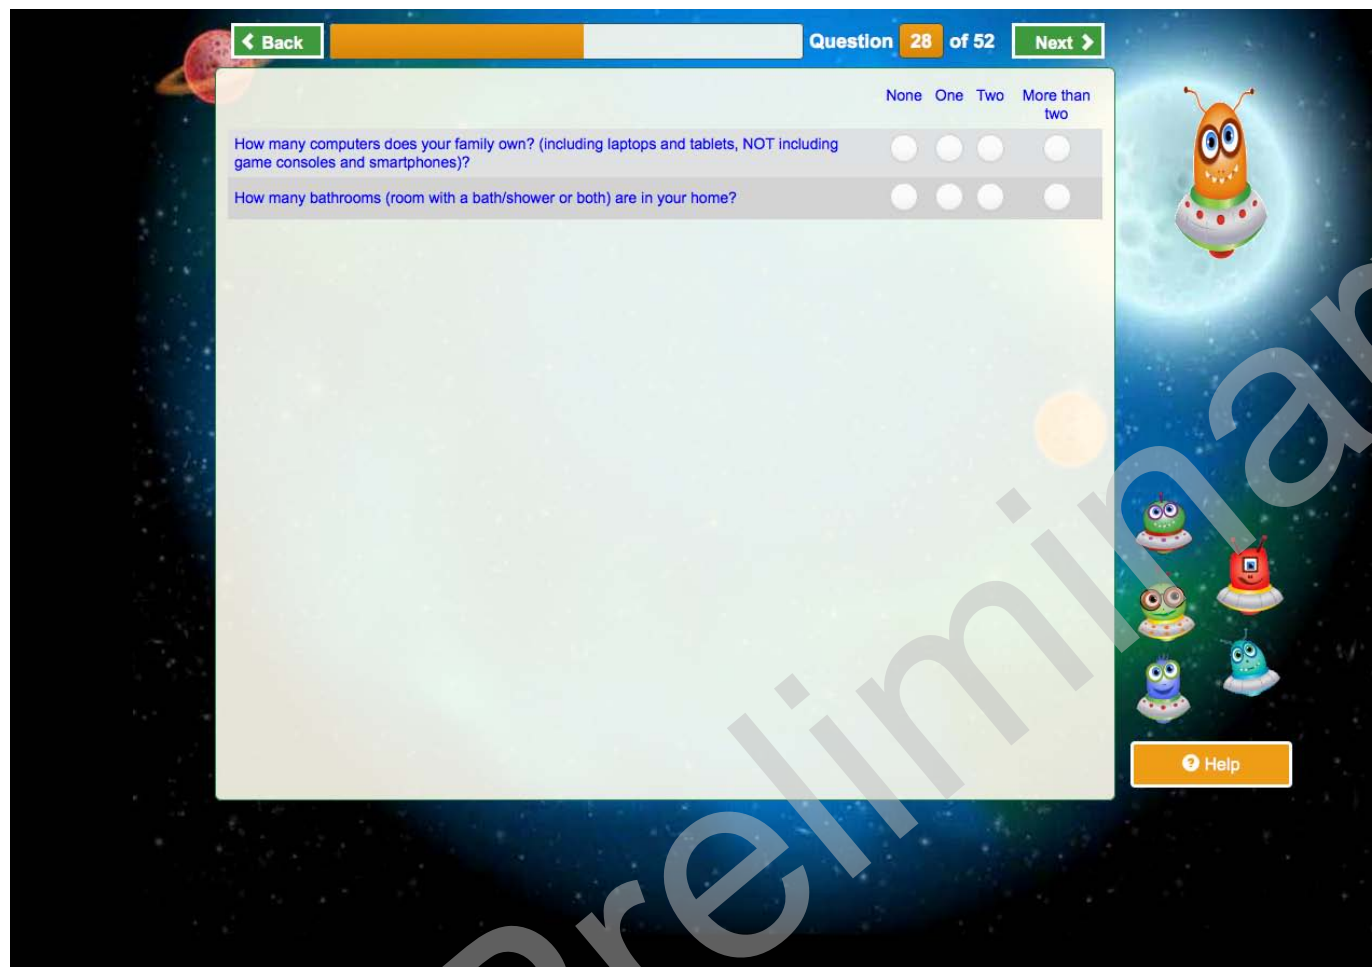 Back
Question 28 of 52
Next
None One Two More than
two
How many computers does your family own? (including laptops and tablets, NOT including
game consoles and smartphones)?
How many bathrooms (room with a bath/shower or both) are in your home?
Help
Preliminar